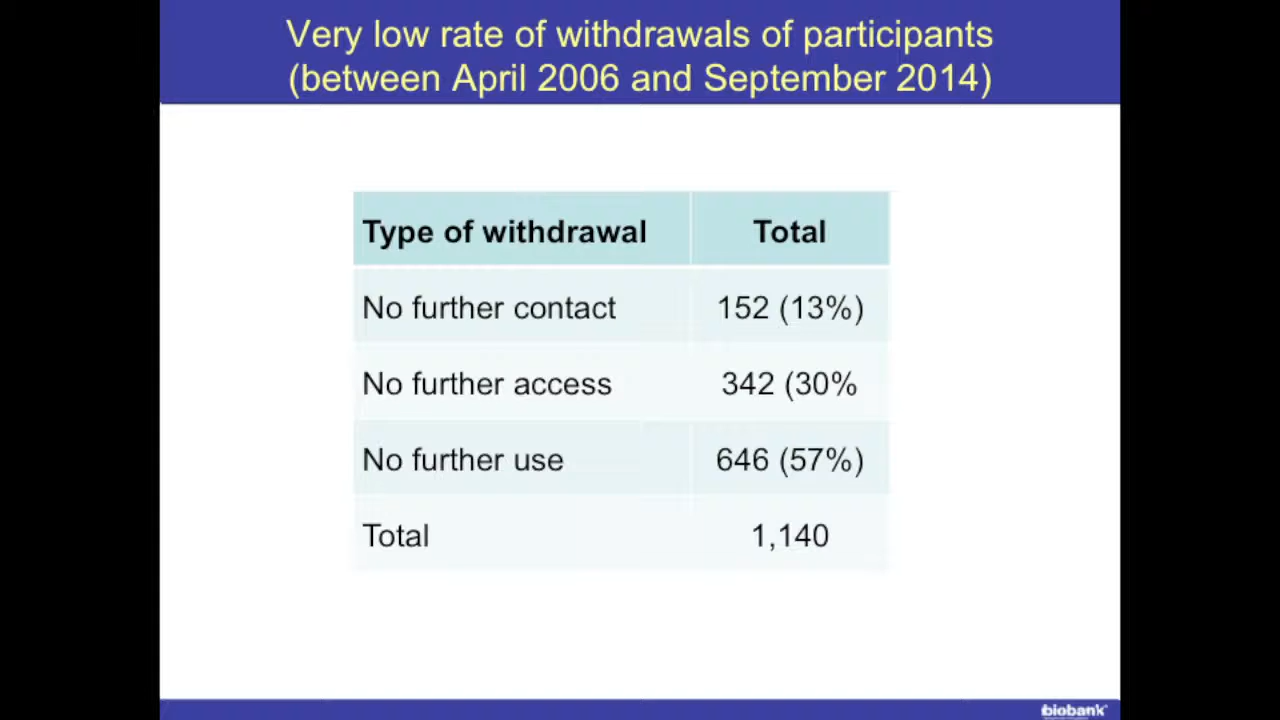 Very low rate of withdrawals of participants
(between April 2006 and September 2014)
Type of withdrawal Total
No further contact 152 (13%)
No further access 342 (30%
No further use 646 (57%)
Total 1,140
biobank